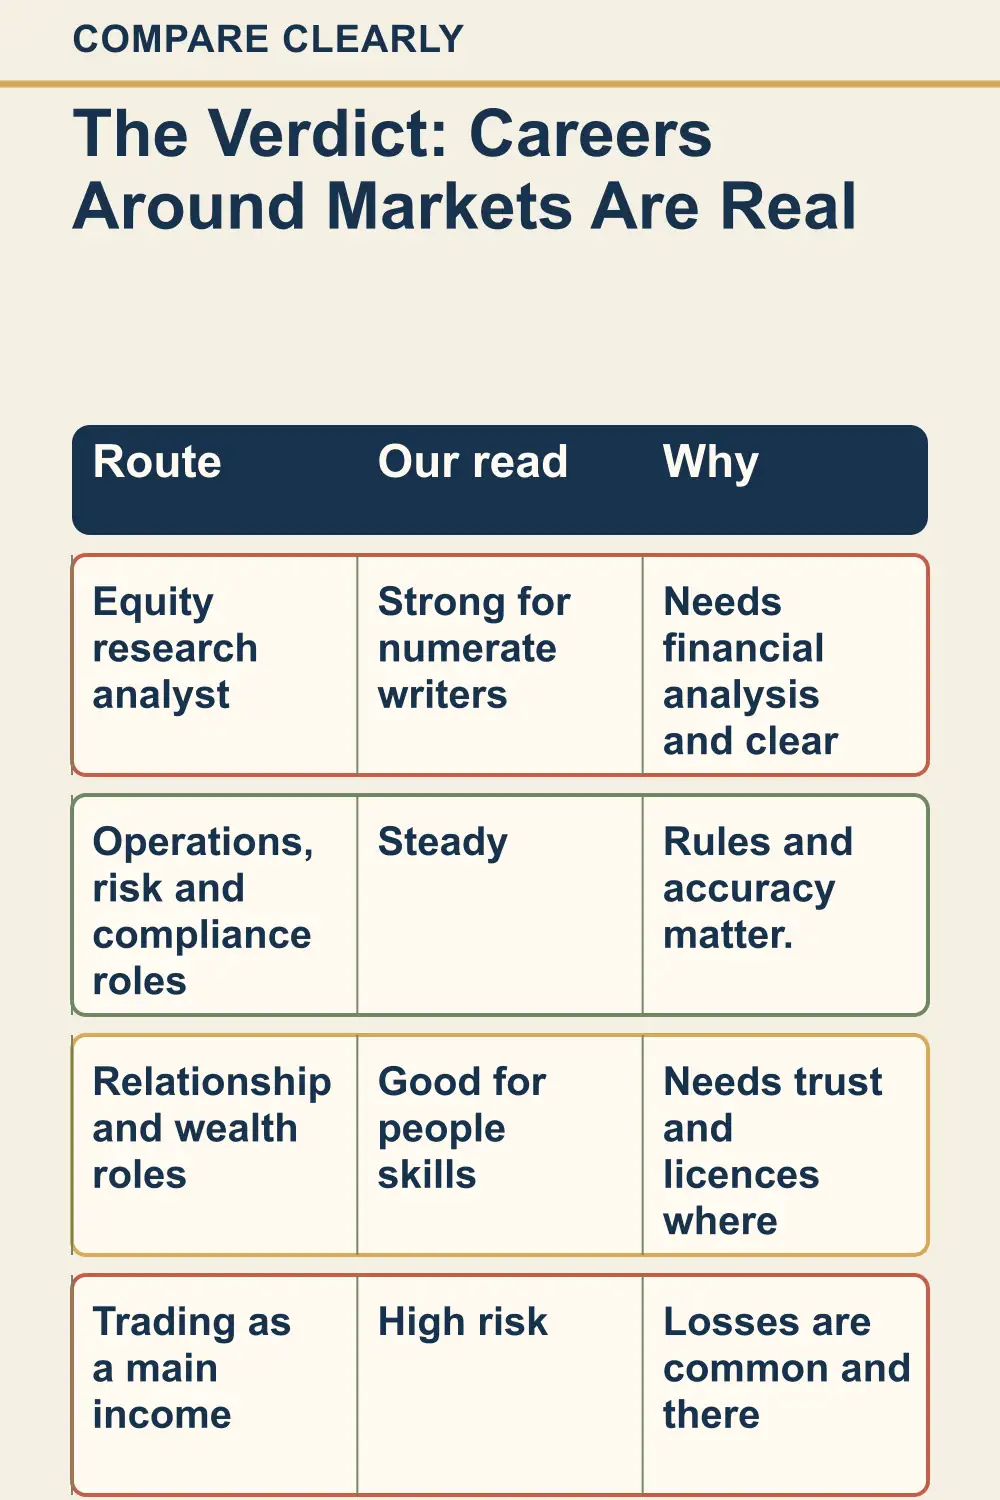 COMPARE CLEARLY
The Verdict: Careers
Around Markets Are Real
Route
Our read
Why
Equity
research
analyst
Strong for
numerate
writers
Needs
financial
analysis
and clear
Operations,
risk and
compliance
roles
Steady
Rules and
accuracy
matter.
Relationship
and wealth
roles
Good for
people
skills
Needs trust
and
licences
where
Trading as
a main
income
High risk
Losses are
common and
there